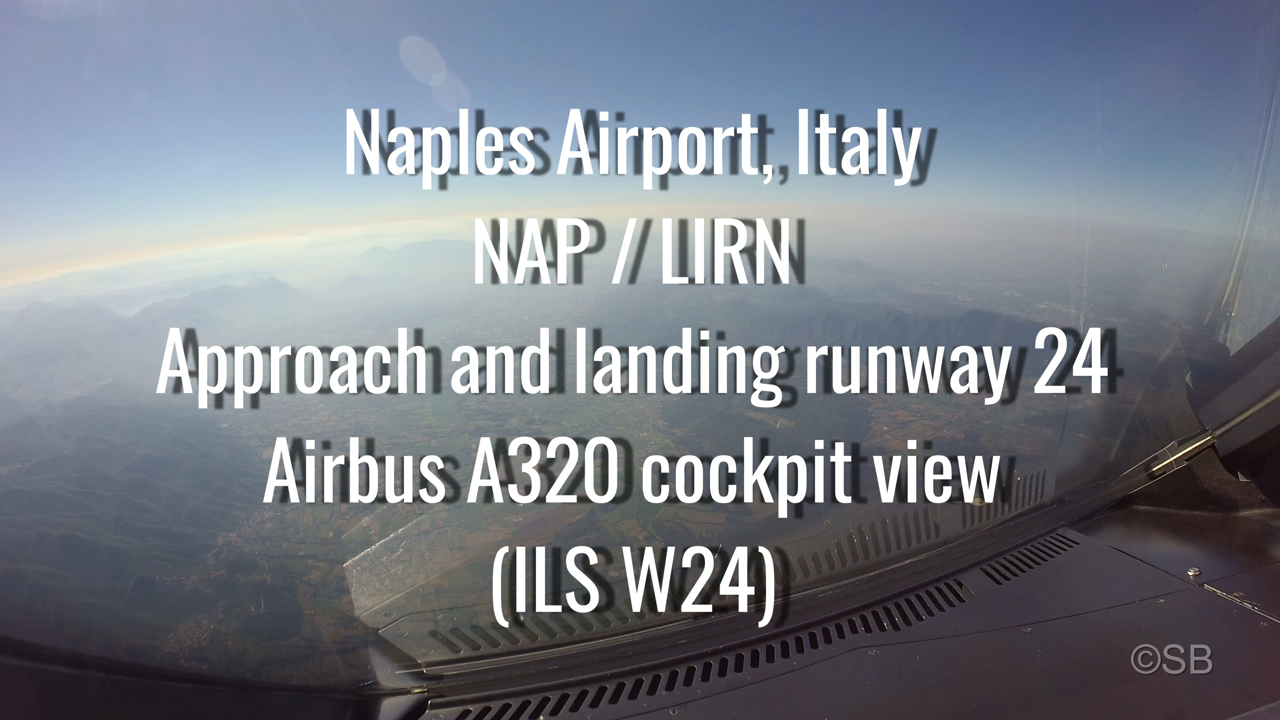 Naples Airport, Italy
NAP // LIRN
Approach and landing runway 24
Airbus A320 cockpit view
(ILS W24)
©SB